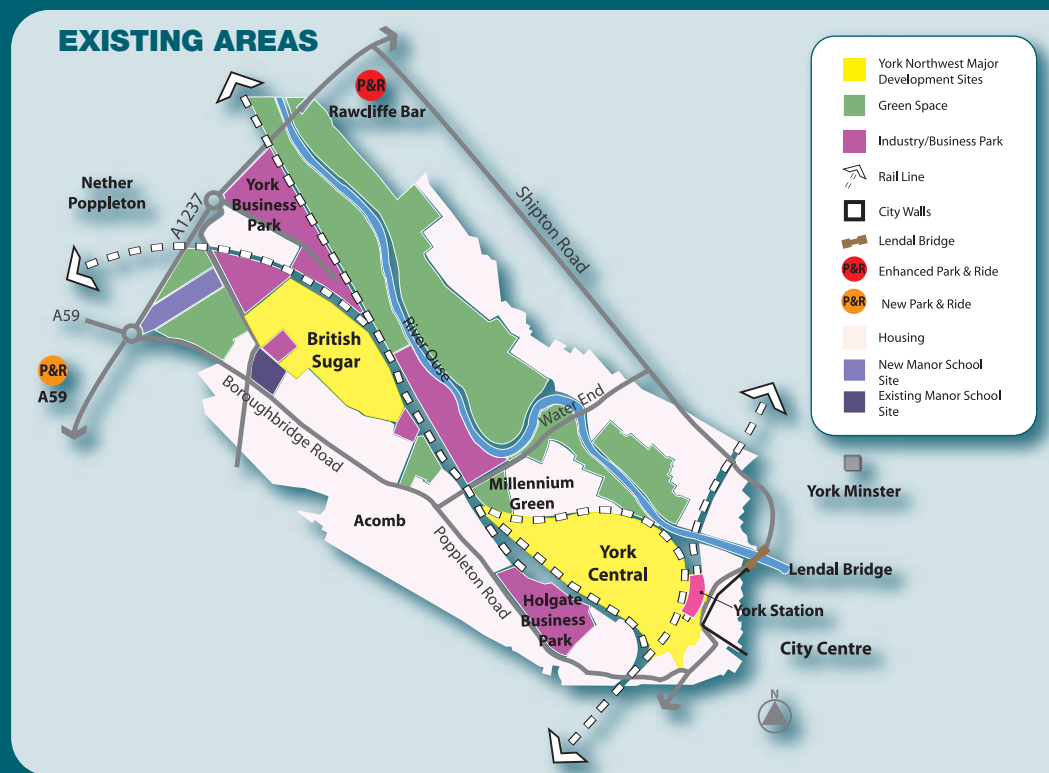 EXISTING AREAS
P&R
Rawcliffe Bar
Nether
Poppleton
York
Business
Park
A1237
Shipton Road
A59
P&R
A59
British
Sugar
River Ouse
Boroughbridge Road
Water End
Millennium
Green
Acomb
Poppleton Road
York
Central
Holgate
Business
Park
York Minster
Lendal Bridge
York Station
City Centre
N
York Northwest Major
Development Sites
Green Space
Industry/Business Park
Rail Line
City Walls
Lendal Bridge
P&R Enhanced Park & Ride
P&R New Park & Ride
Housing
New Manor School
Site
Existing Manor School
Site